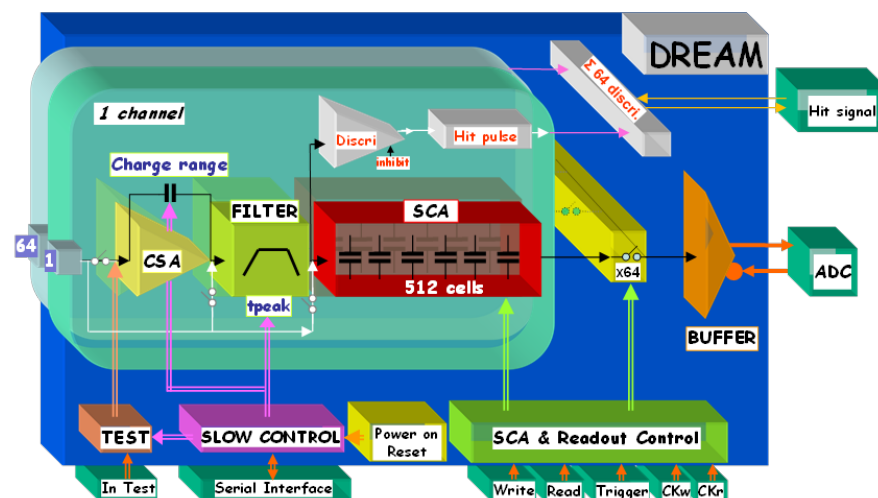 DREAM
Σ 64 discri.
Hit signal
1 channel
Discri
inhibit
Hit pulse
Charge range
FILTER
SCA
64
1
CSA
tpeak
512 cells
x64
ADC
BUFFER
TEST
SLOW CONTROL
Power on
Reset
SCA & Readout Control
In Test
Serial Interface
Write
Read
Trigger
CKw
CKr